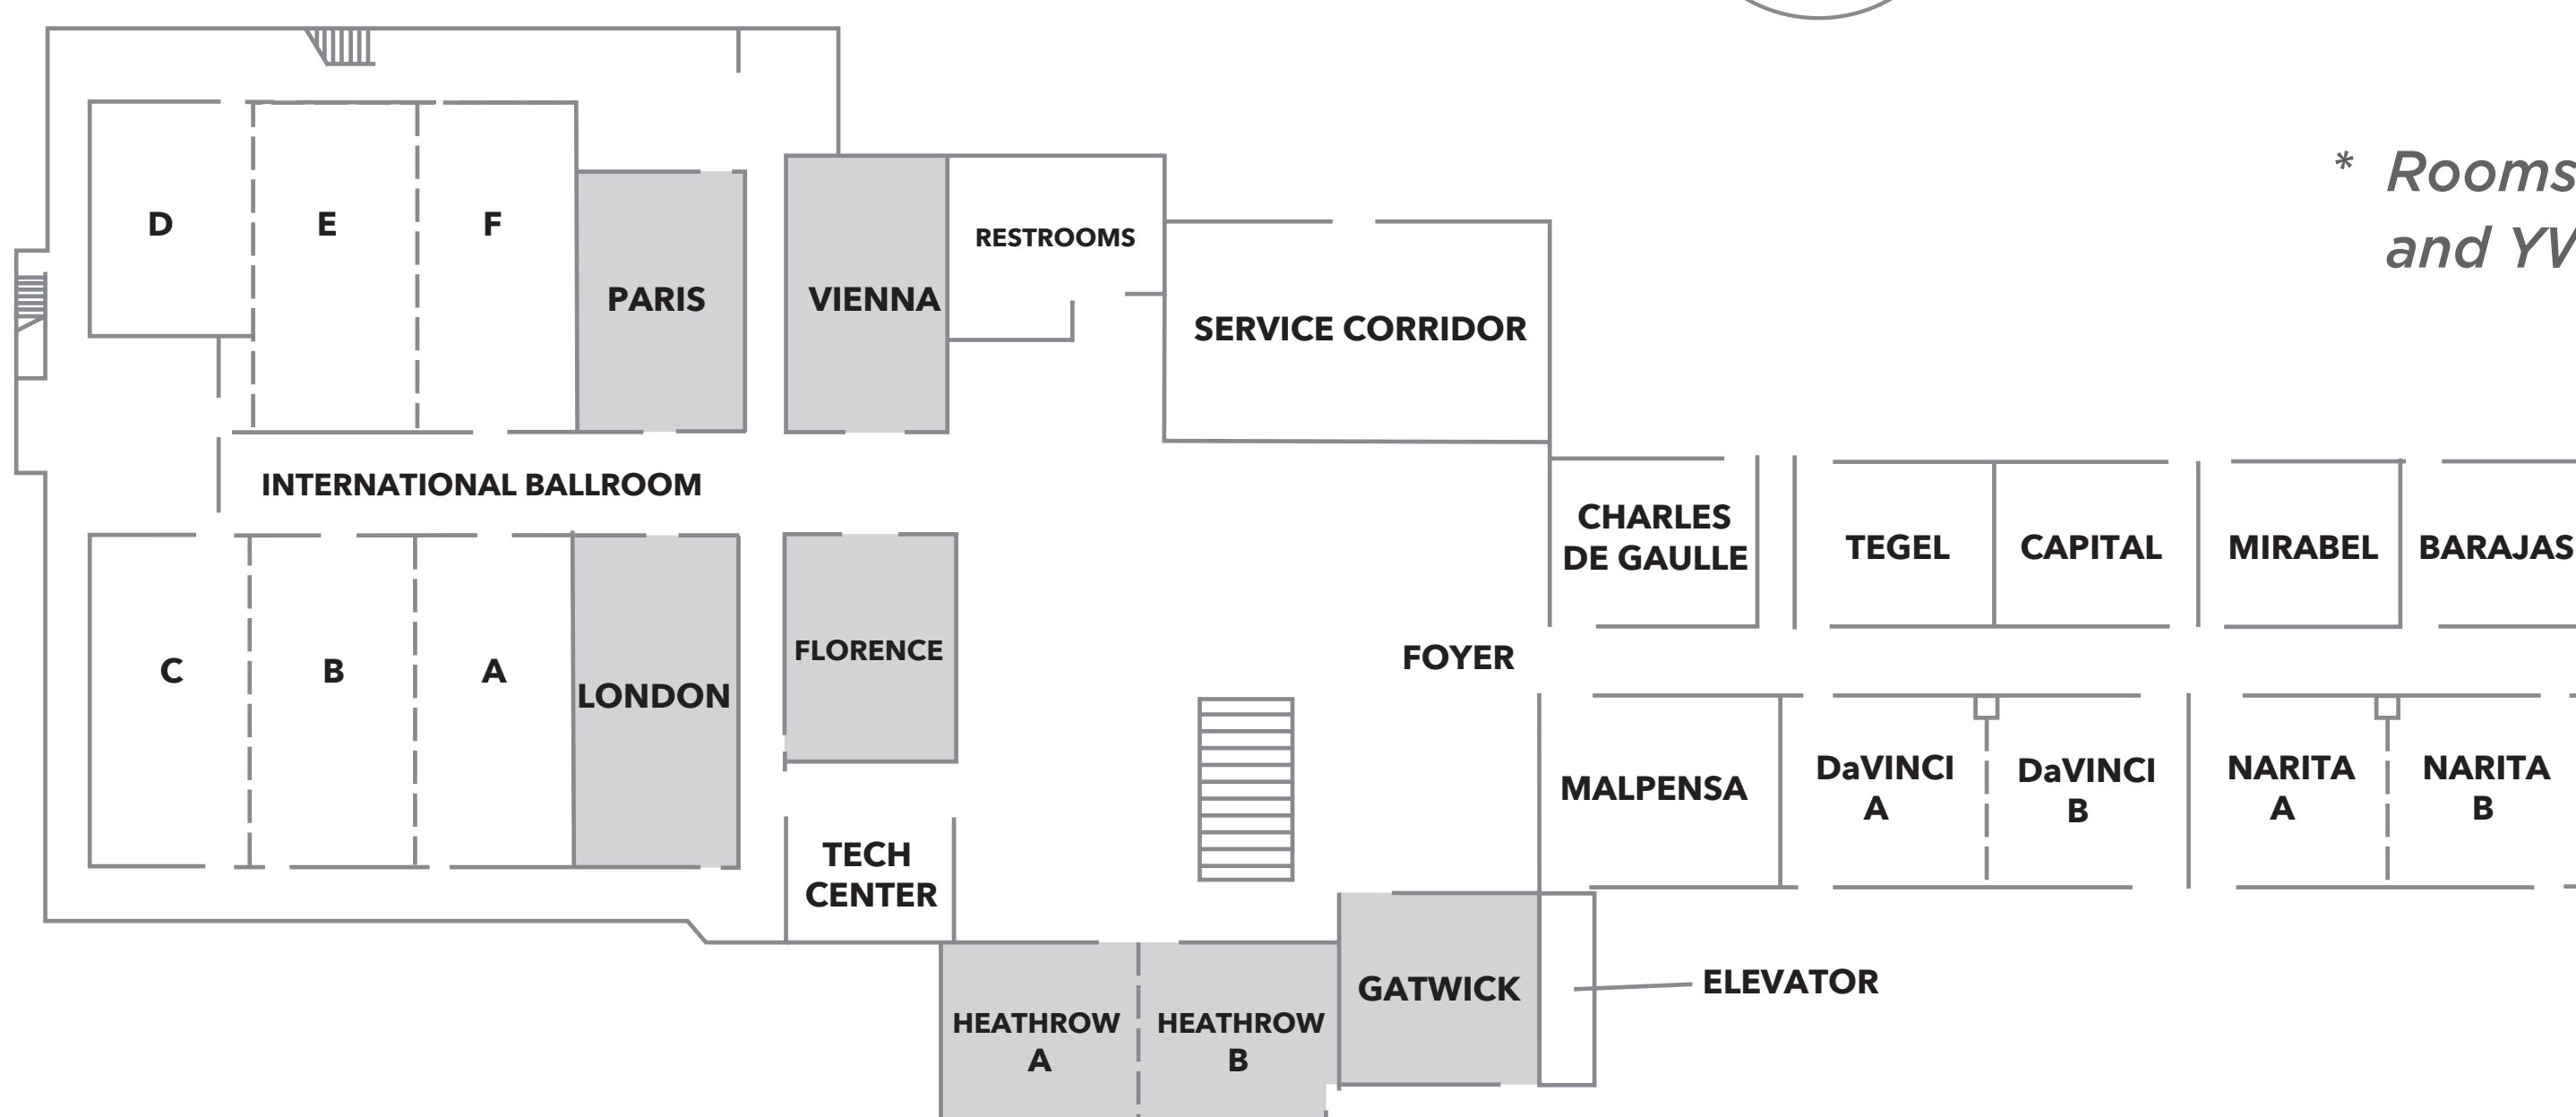 * Rooms
and YV
D
E
F
PARIS
VIENNA
RESTROOMS
SERVICE CORRIDOR
INTERNATIONAL BALLROOM
C
B
A
LONDON
FLORENCE
TECH
CENTER
FOYER
CHARLES
DE GAULLE
TEGEL
CAPITAL
MIRABEL
BARAJAS
MALPENSA
DaVINCI
A
DaVINCI
B
NARITA
A
NARITA
B
HEATHROW
A
HEATHROW
B
GATWICK
ELEVATOR